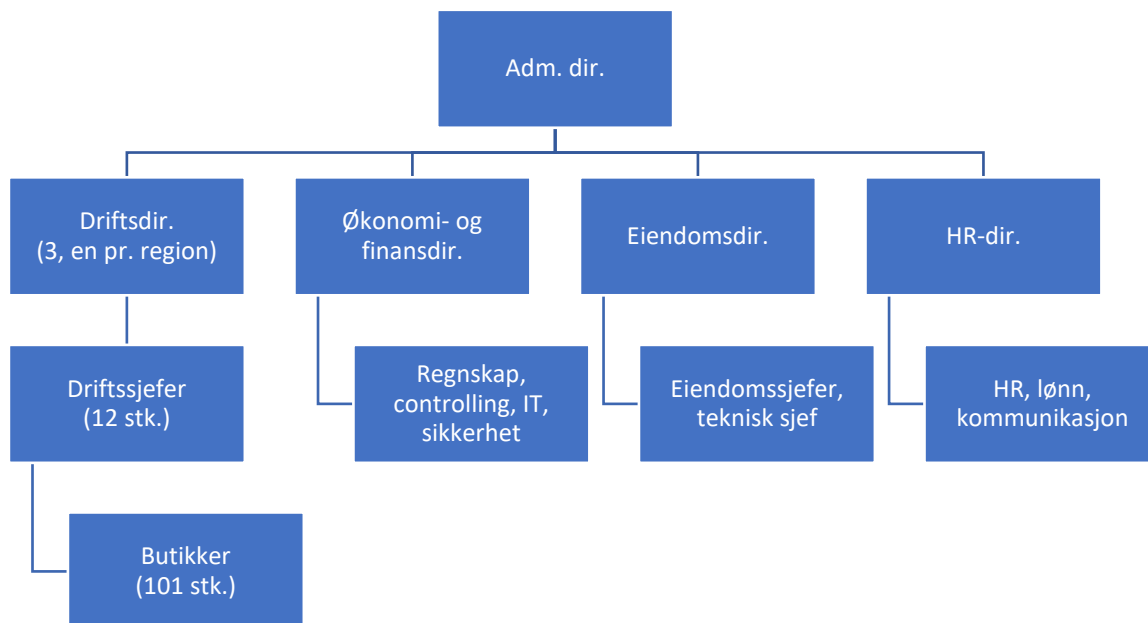 Adm. dir.
Driftsdir.
(3, en pr. region)
Økonomi- og
finansdir.
Eiendomsdir.
HR-dir.
Driftssjefer
(12 stk.)
Regnskap,
controlling, IT,
sikkerhet
Eiendomssjefer,
teknisk sjef
HR, lønn,
kommunikasjon
Butikker
(101 stk.)